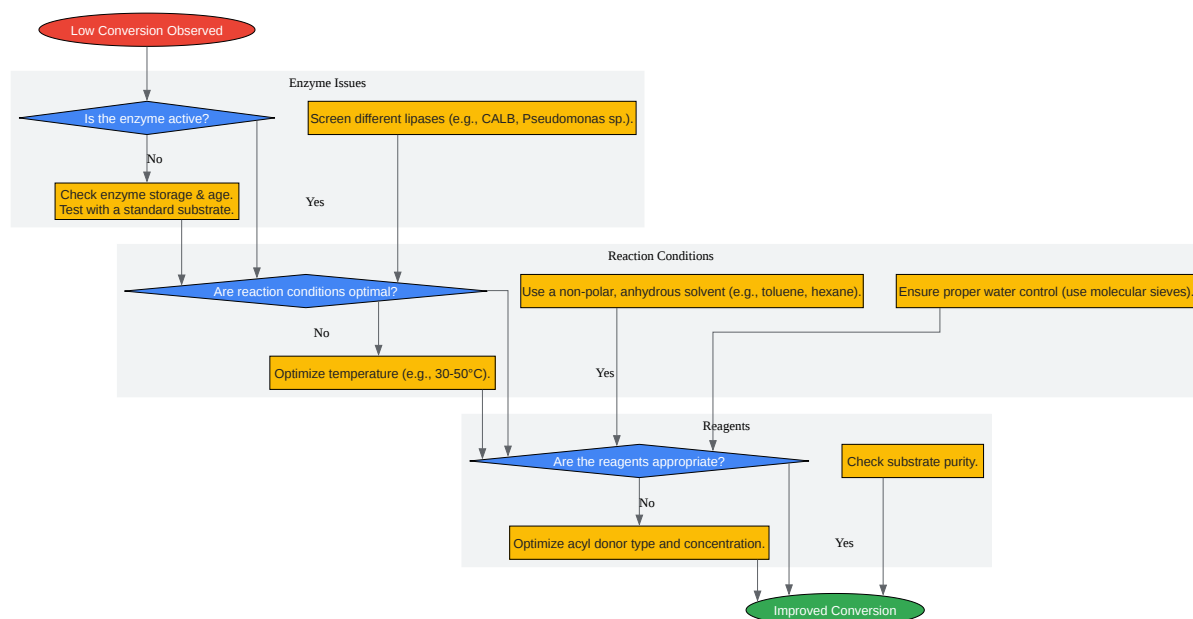 Low Conversion Observed
Enzyme Issues
Is the enzyme active?
Screen different lipases (e.g., CALB, Pseudomonas sp.).
No
Check enzyme storage & age.
Test with a standard substrate.
Yes
Reaction Conditions
Are reaction conditions optimal?
Use a non-polar, anhydrous solvent (e.g., toluene, hexane).
Ensure proper water control (use molecular sieves).
No
Optimize temperature (e.g., 30-50°C).
Yes
Reagents
Are the reagents appropriate?
Check substrate purity.
No
Optimize acyl donor type and concentration.
Yes
Improved Conversion